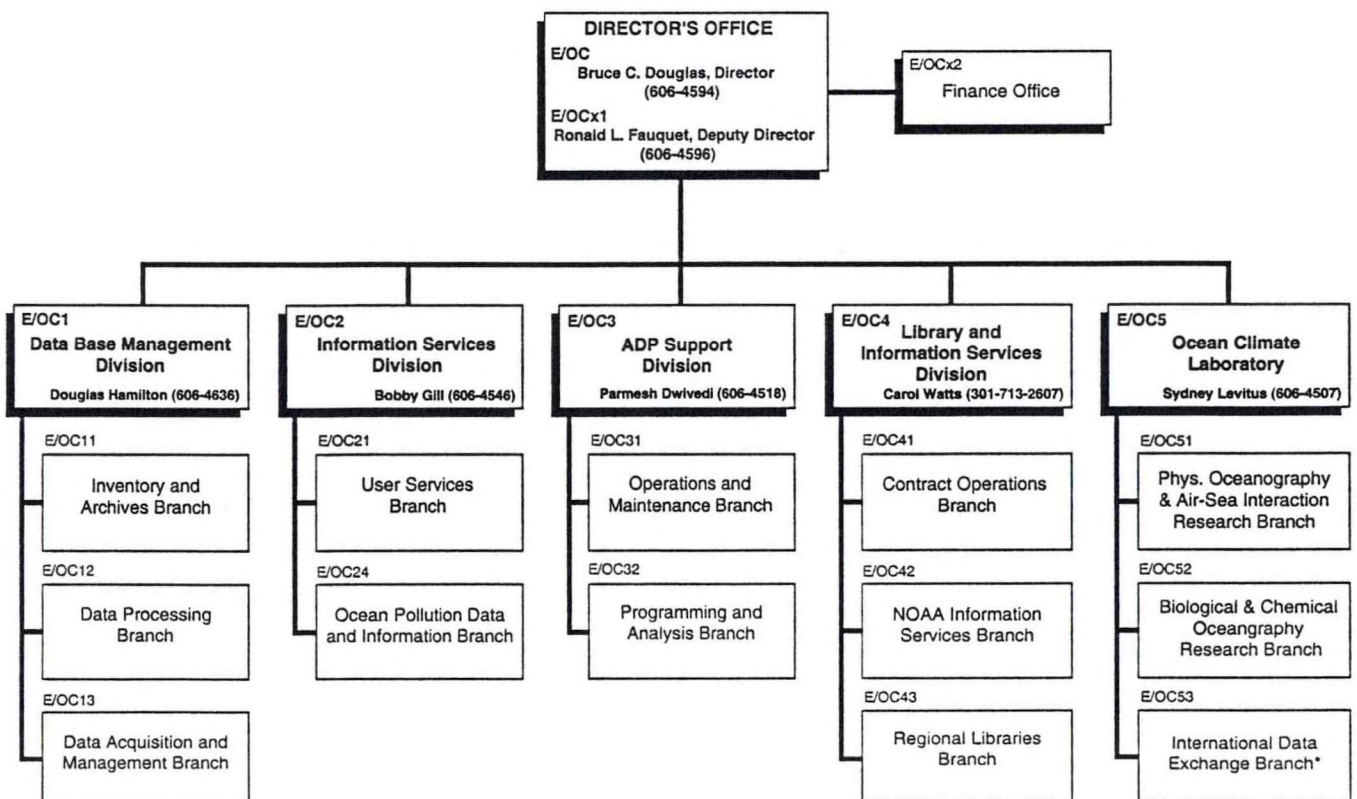 DIRECTOR'S OFFICE
E/OC
Bruce C. Douglas, Director
(606-4594)
E/OCx1
Ronald L. Fauquet, Deputy Director
(606-4596)
E/OCx2
Finance Office
E/OC1
Data Base Management
Division
Douglas Hamilton (606-4636)
E/OC11
Inventory and
Archives Branch
E/OC12
Data Processing
Branch
E/OC13
Data Acquisition and
Management Branch
E/OC2
Information Services
Division
Bobby Gill (606-4546)
E/OC21
User Services
Branch
E/OC24
Ocean Pollution Data
and Information Branch
E/OC3
ADP Support
Division
Parmesh Dwivedi (606-4518)
E/OC31
Operations and
Maintenance Branch
E/OC32
Programming and
Analysis Branch
E/OC4
Library and
Information Services
Division
Carol Watts (301-713-2607)
E/OC41
Contract Operations
Branch
E/OC42
NOAA Information
Services Branch
E/OC43
Regional Libraries
Branch
E/OC5
Ocean Climate
Laboratory
Sydney Levitus (606-4507)
E/OC51
Phys. Oceanography
& Air-Sea Interaction
Research Branch
E/OC52
Biological & Chemical
Oceangraphy
Research Branch
E/OC53
International Data
Exchange Branch*